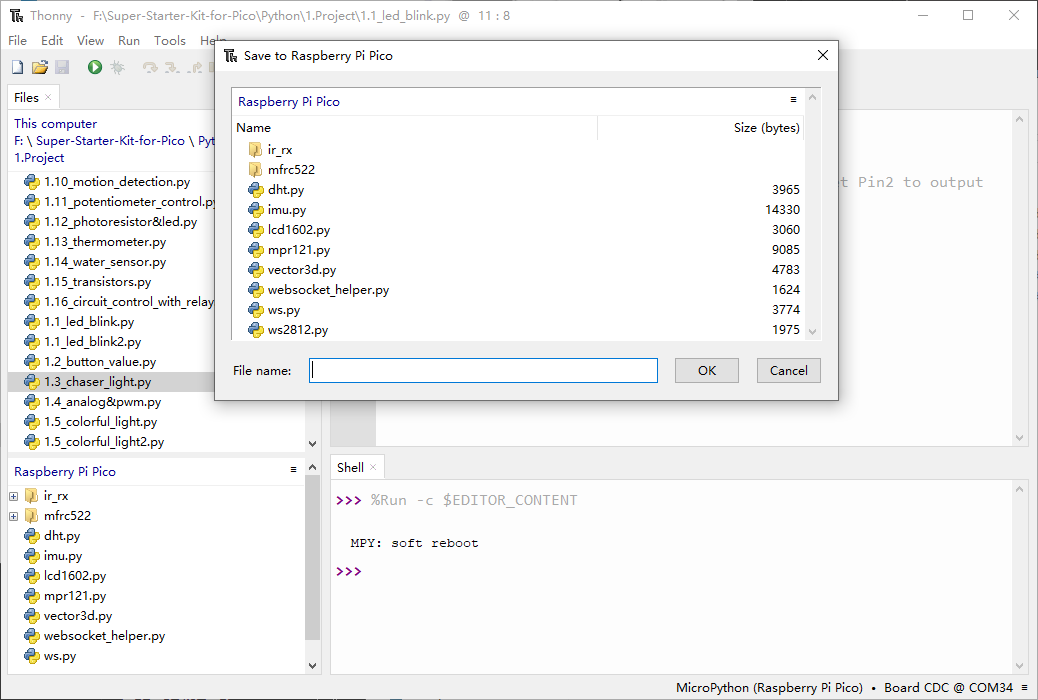 Thonny - F:\Super-Starter-Kit-for-Pico\Python\1.Project\1.1_led_blink.py @ 11 : 8
File Edit View Run Tools Help
Save to Raspberry Pi Pico
Raspberry Pi Pico ≡
Name Size (bytes)
ir_rx
mfrc522
dht.py 3965
imu.py 14330
lcd1602.py 3060
mpr121.py 9085
vector3d.py 4783
websocket_helper.py 1624
ws.py 3774
ws2812.py 1975
File name:
OK Cancel
Files
This computer
F: \ Super-Starter-Kit-for-Pico \ Pyt
1.Project
1.10_motion_detection.py
1.11_potentiometer_control.py
1.12_photoresistor&led.py
1.13_thermometer.py
1.14_water_sensor.py
1.15_transistors.py
1.16_circuit_control_with_relay
1.1_led_blink.py
1.1_led_blink2.py
1.2_button_value.py
1.3_chaser_light.py
1.4_analog&pwm.py
1.5_colorful_light.py
1.5_colorful_light2.py
Raspberry Pi Pico ≡
ir_rx
mfrc522
dht.py
imu.py
lcd1602.py
mpr121.py
vector3d.py
websocket_helper.py
ws.py
Pin2 to output
Shell
>>> %Run -c $EDITOR_CONTENT
MPY: soft reboot
>>>
MicroPython (Raspberry Pi Pico) • Board CDC @ COM34 ≡